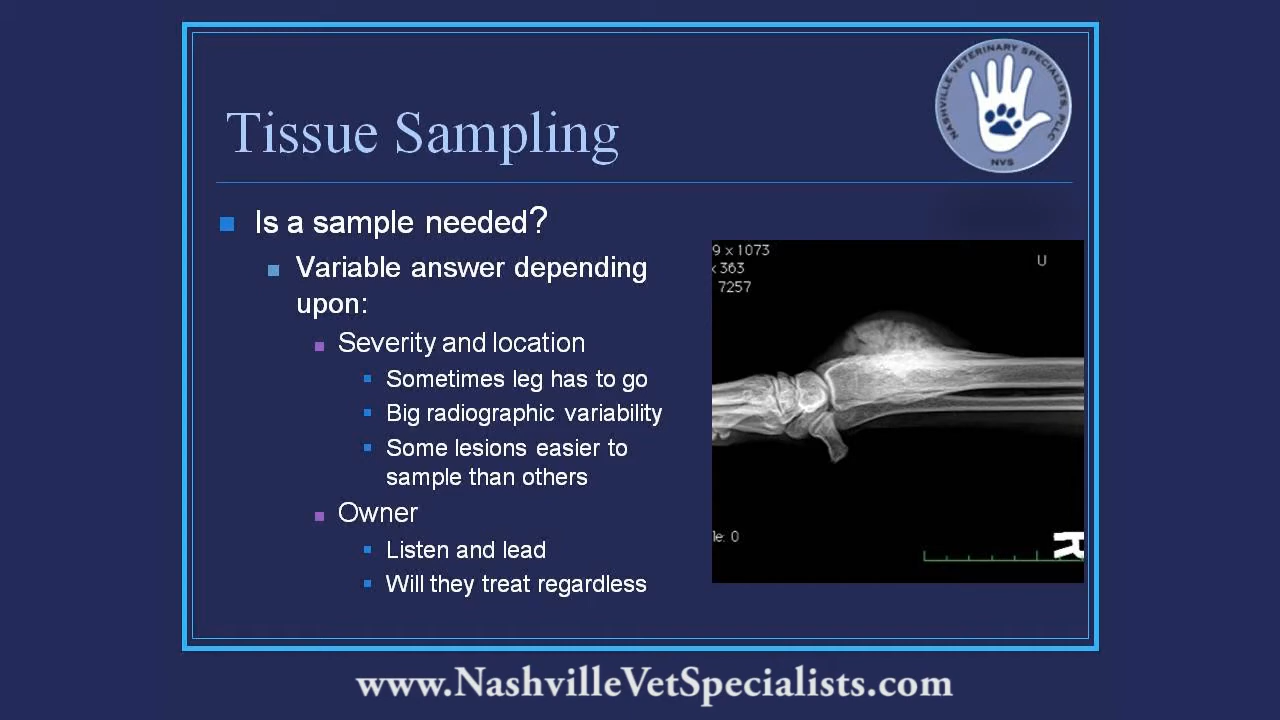 NASHVILLE VETERINARY SPECIALISTS, PLLC
NVS
Tissue Sampling
Is a sample needed?
Variable answer depending
upon:
Severity and location
Sometimes leg has to go
Big radiographic variability
Some lesions easier to
sample than others
Owner
Listen and lead
Will they treat regardless
9 x 1073
x 363
7257
U
le: 0
R
www.NashvilleVetSpecialists.com